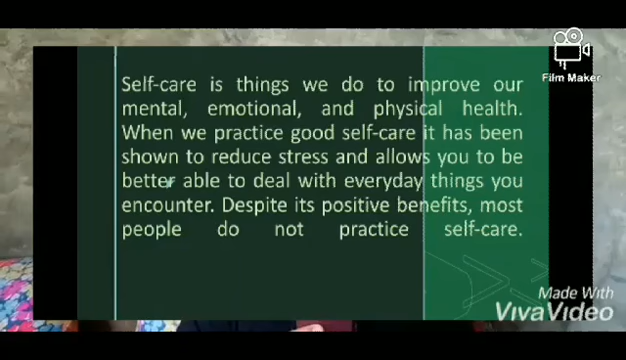 Self-care is things we do to improve our
mental, emotional, and physical health.
When we practice good self-care it has been
shown to reduce stress and allows you to be
better able to deal with everyday things you
encounter. Despite its positive benefits, most
people do not practice self-care.
Film Maker
Made With
VivaVideo